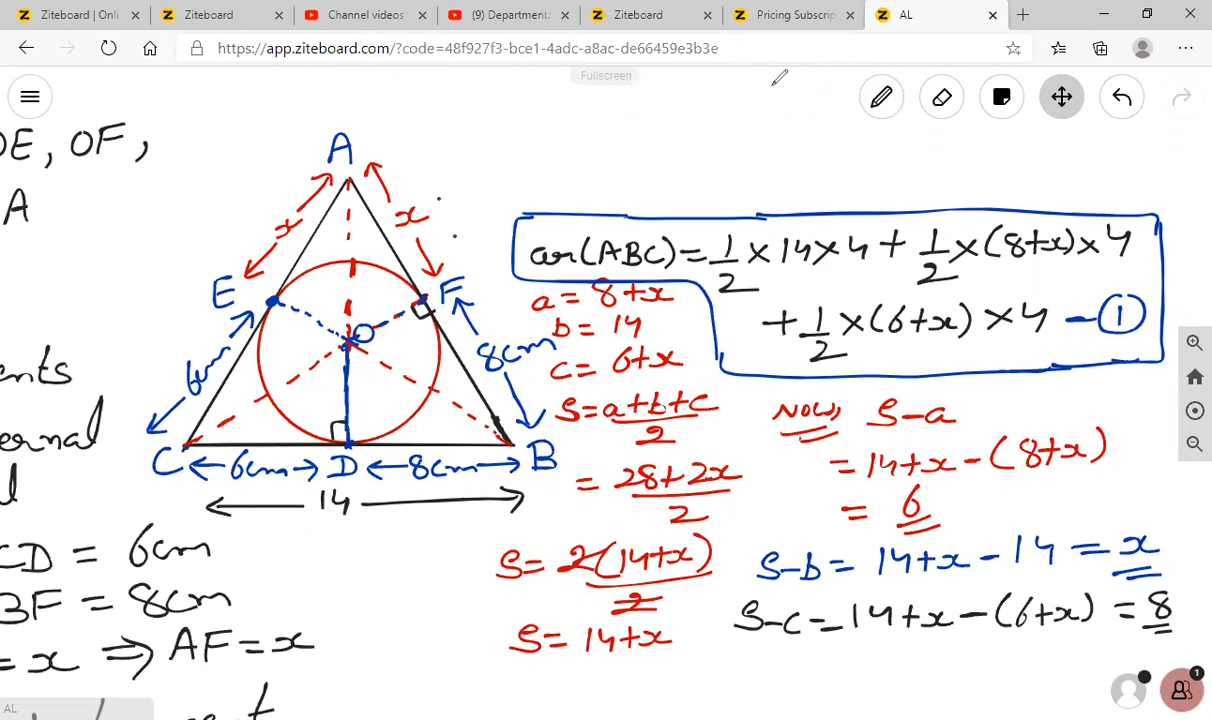 Ziteboard | Onli
Ziteboard
Channel videos
(9) Departmenta
Ziteboard
Pricing Subscrip
AL
https://app.ziteboard.com/?code=48f927f3-bce1-4adc-a8ac-de66459e3b3e
Fullscreen
DE, OF,
A
A
x
x
E
F
O
6cm
8cm
C ← 6cm → D ← 8cm → B
14
ents
ernal
CD = 6cm
BF = 8cm
= x ⇒ AF = x
ar(ABC) = 1/2 × 14 × 4 + 1/2 × (8+x) × 4
+ 1/2 × (6+x) × 4 – ①
a = 8+x
b = 14
c = 6+x
S = a+b+c/2
= 28+2x/2
S = 2(14+x)/2
S = 14+x
Now, S-a
= 14+x - (8+x)
= 6
S-b = 14+x - 14 = x
S-c = 14+x - (6+x) = 8
1
AL